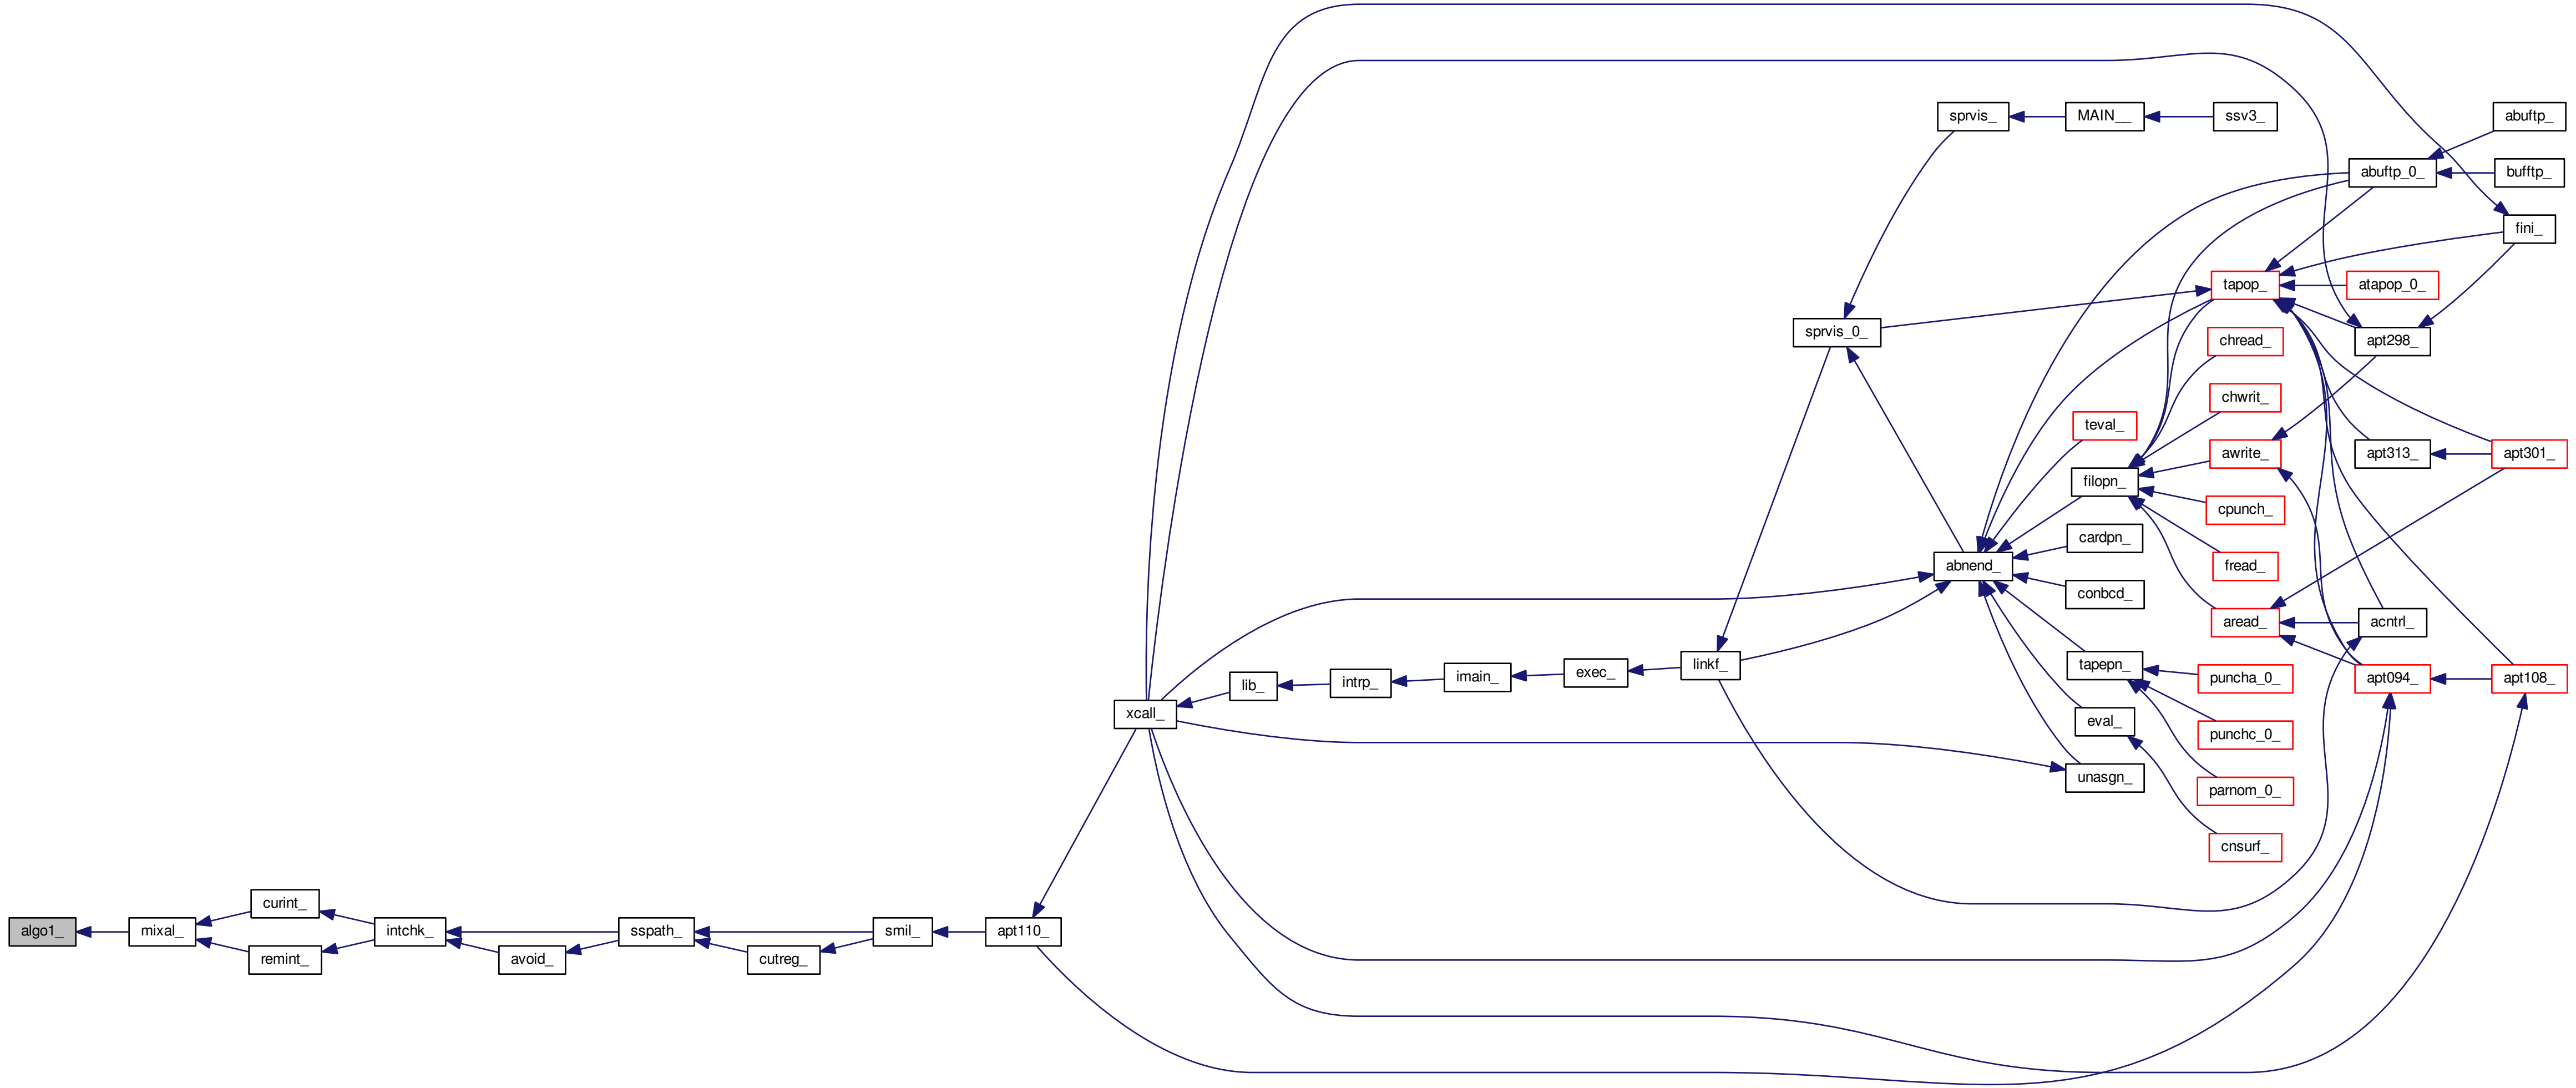 algo1_
mixal_
curint_
remint_
intchk_
avoid_
sspath_
cutreg_
smil_
apt110_
xcall_
lib_
intrp_
imain_
exec_
linkf_
sprvis_0_
sprvis_
MAIN__
ssv3_
abnend_
teval_
filopn_
cardpn_
conbcd_
tapepn_
eval_
unasgn_
tapop_
chread_
chwrit_
awrite_
cpunch_
fread_
aread_
puncha_0_
punchc_0_
parnom_0_
cnsurf_
abuftp_0_
atapop_0_
apt298_
apt313_
acntrl_
apt094_
abuftp_
bufftp_
fini_
apt301_
apt108_